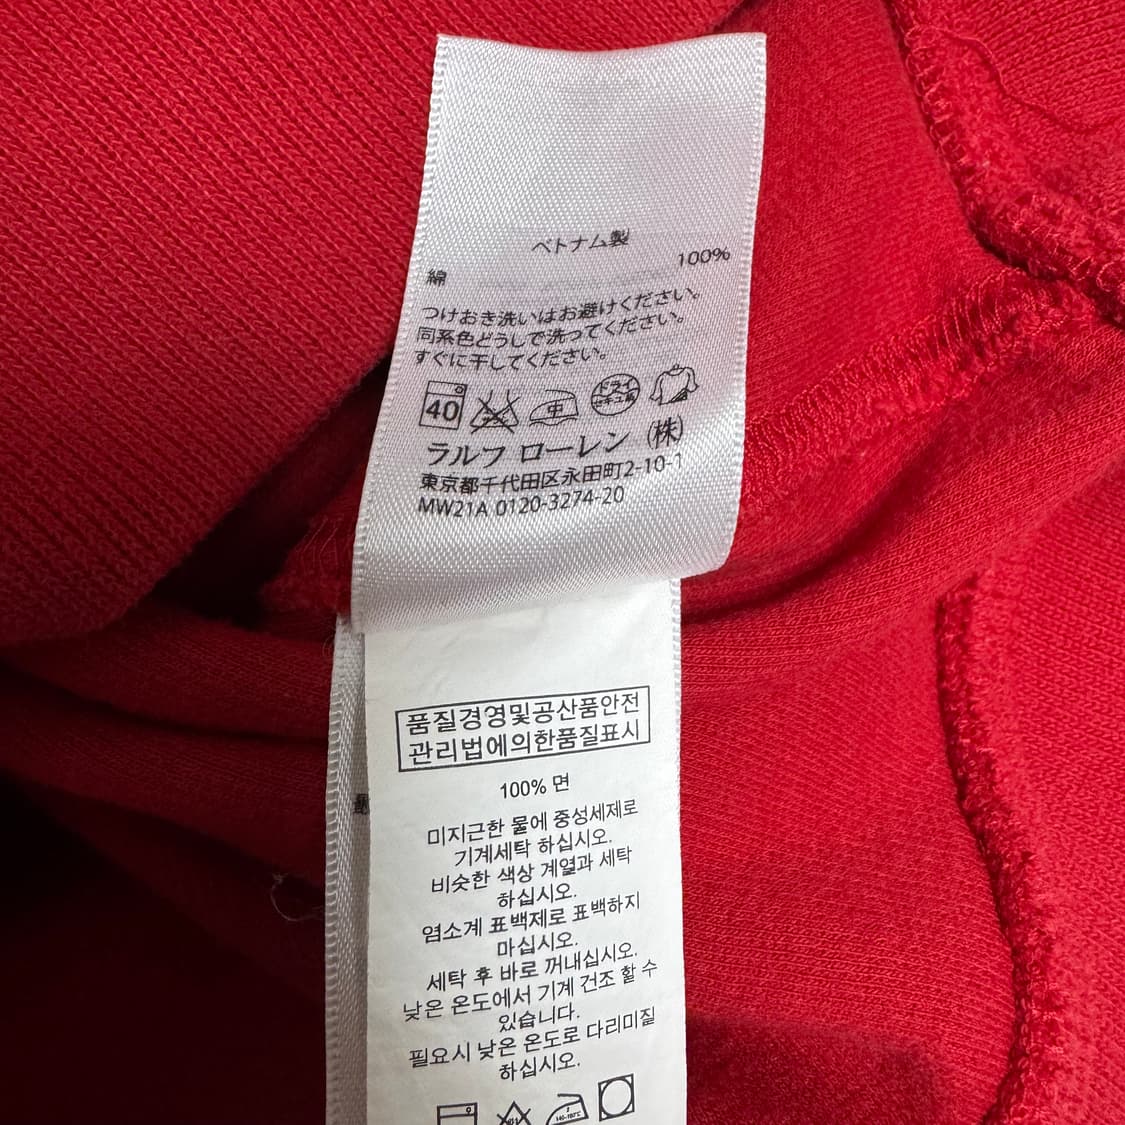 ベトナム製
綿 100%
つけおき洗いはお避けください。
同系色どうしで洗ってください。
すぐに干してください。
40 中 ドライ
ラルフ ローレン (株)
東京都千代田区永田町2-10-1
MW21A 0120-3274-20
품질경영및공산품안전
관리법에의한품질표시
100% 면
미지근한 물에 중성세제로
기계세탁 하십시오.
비슷한 색상 계열과 세탁
하십시오.
염소계 표백제로 표백하지
마십시오.
세탁 후 바로 꺼내십시오.
낮은 온도에서 기계 건조 할 수
있습니다.
필요시 낮은 온도로 다리미질
하십시오.